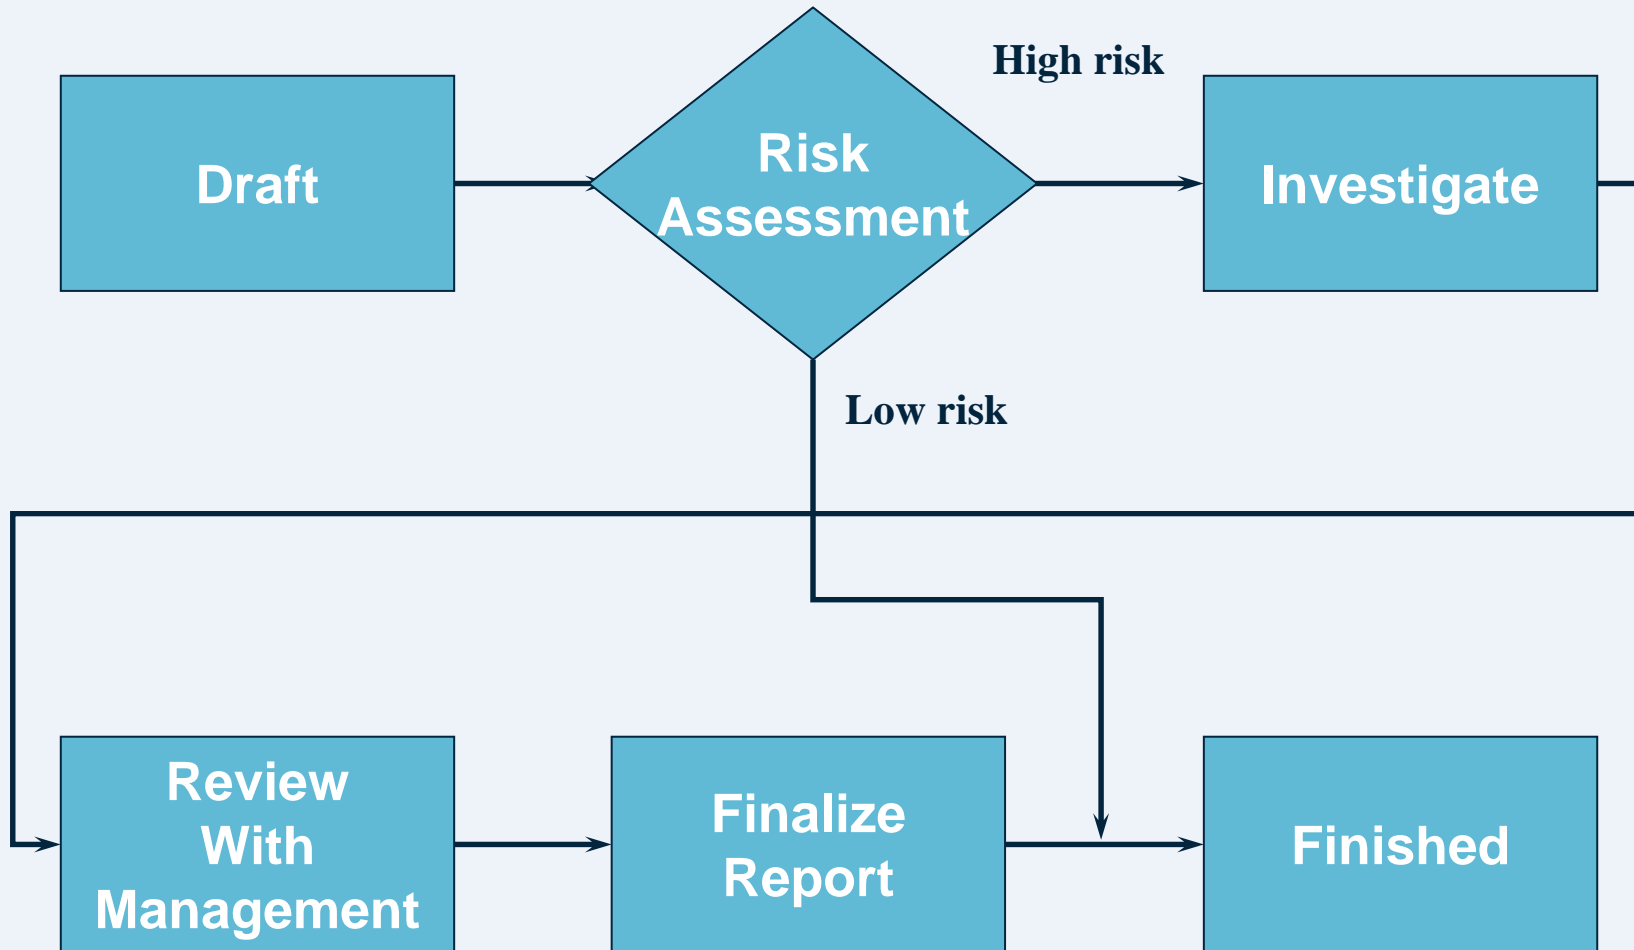 High risk
Draft
Risk
Assessment
Investigate
Low risk
Review
With
Management
Finalize
Report
Finished